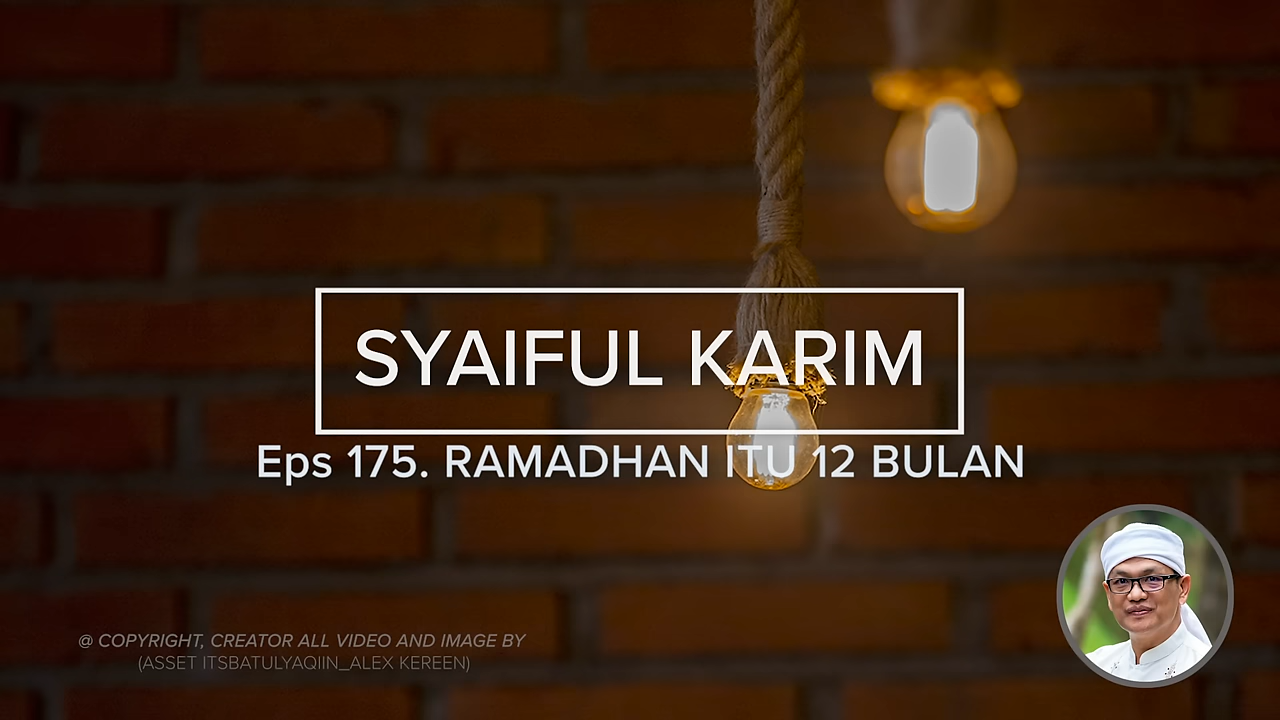 SYAIFUL KARIM
Eps 175. RAMADHAN ITU 12 BULAN
@ COPYRIGHT, CREATOR ALL VIDEO AND IMAGE BY
(ASSET ITSBATULYAQIIN_ALEX KEREEN)